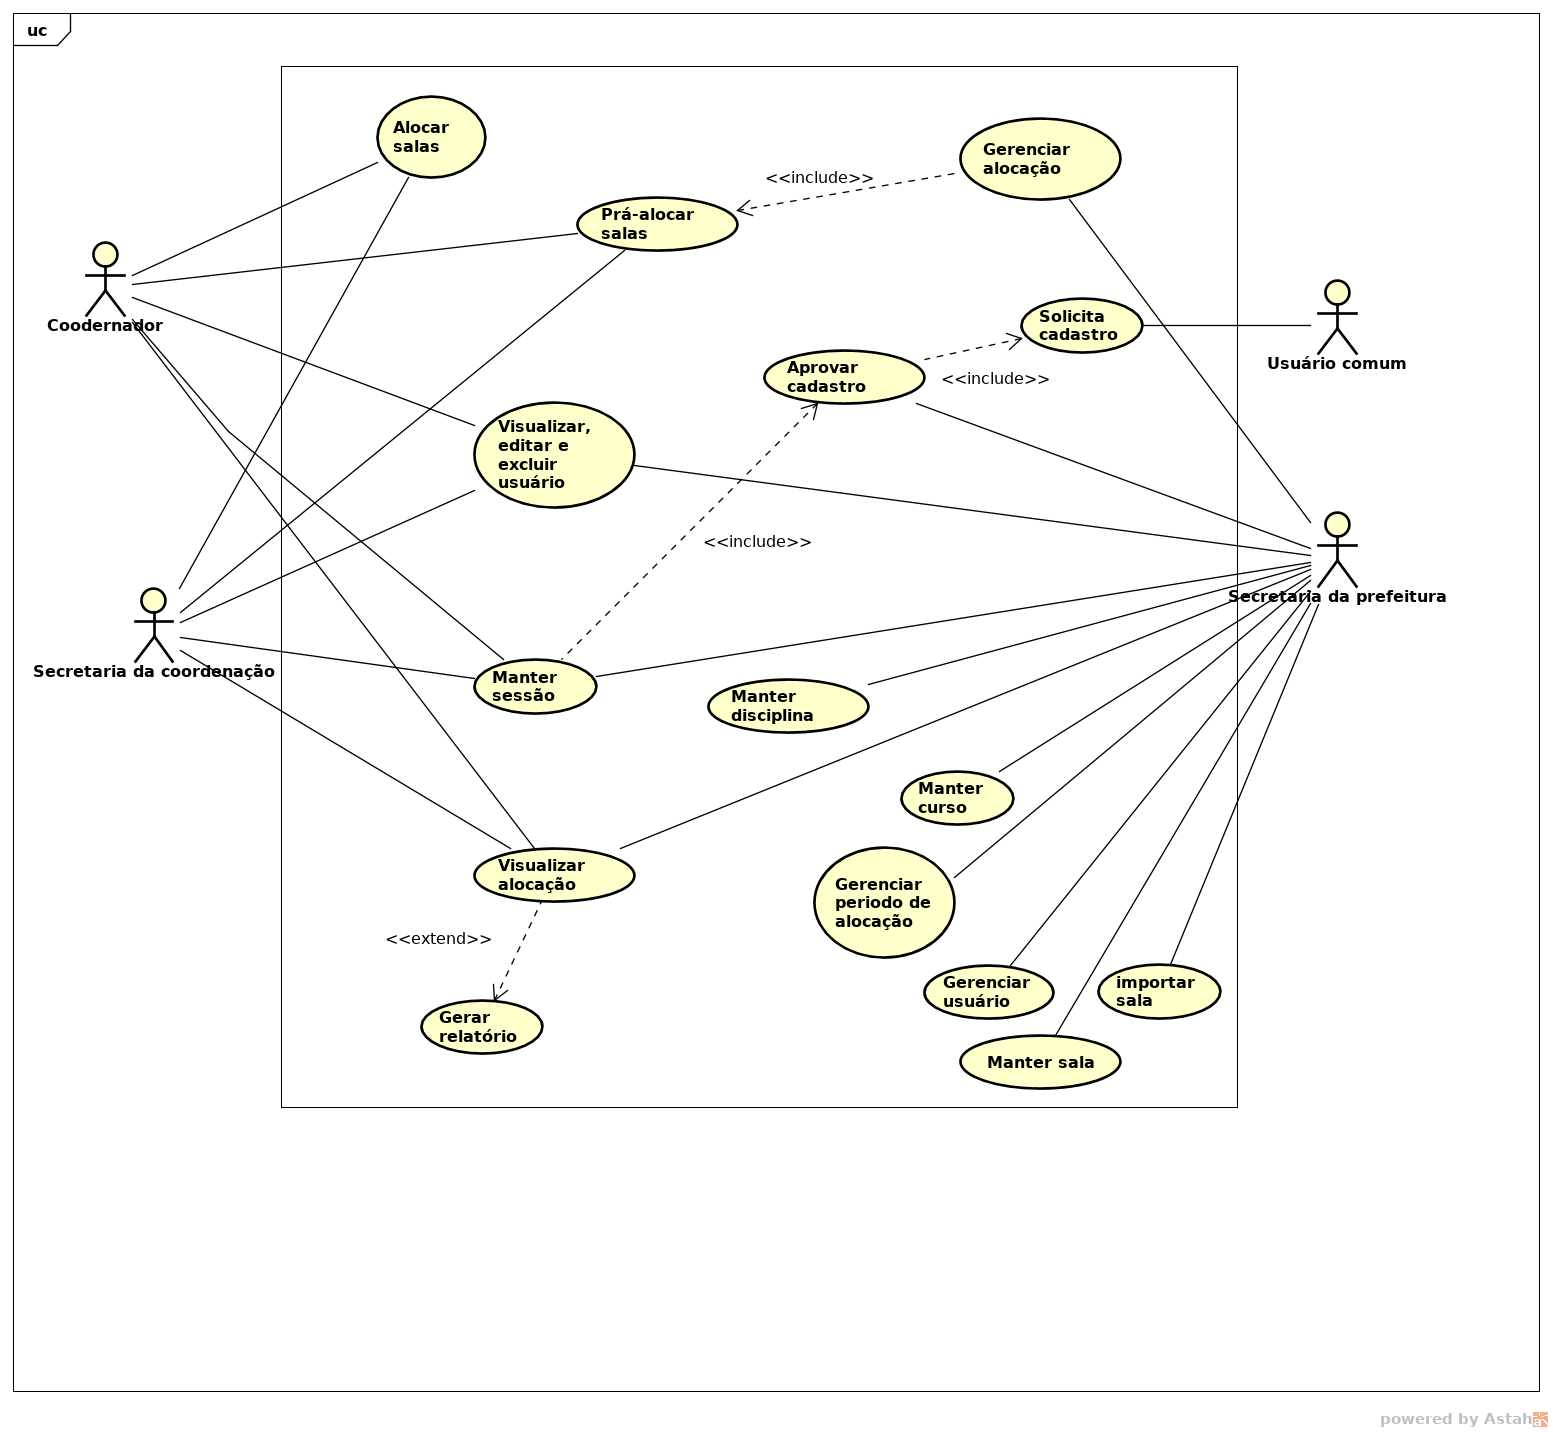 uc
Alocar
salas
Gerenciar
alocação
<<include>>
Prá-alocar
salas
Coodernador
Solicita
cadastro
Usuário comum
Aprovar
cadastro
<<include>>
Visualizar,
editar e
excluir
usuário
<<include>>
Secretaria da prefeitura
Secretaria da coordenação
Manter
sessão
Manter
disciplina
Manter
curso
Visualizar
alocação
Gerenciar
periodo de
alocação
<<extend>>
Gerar
relatório
Gerenciar
usuário
importar
sala
Manter sala
powered by Astah